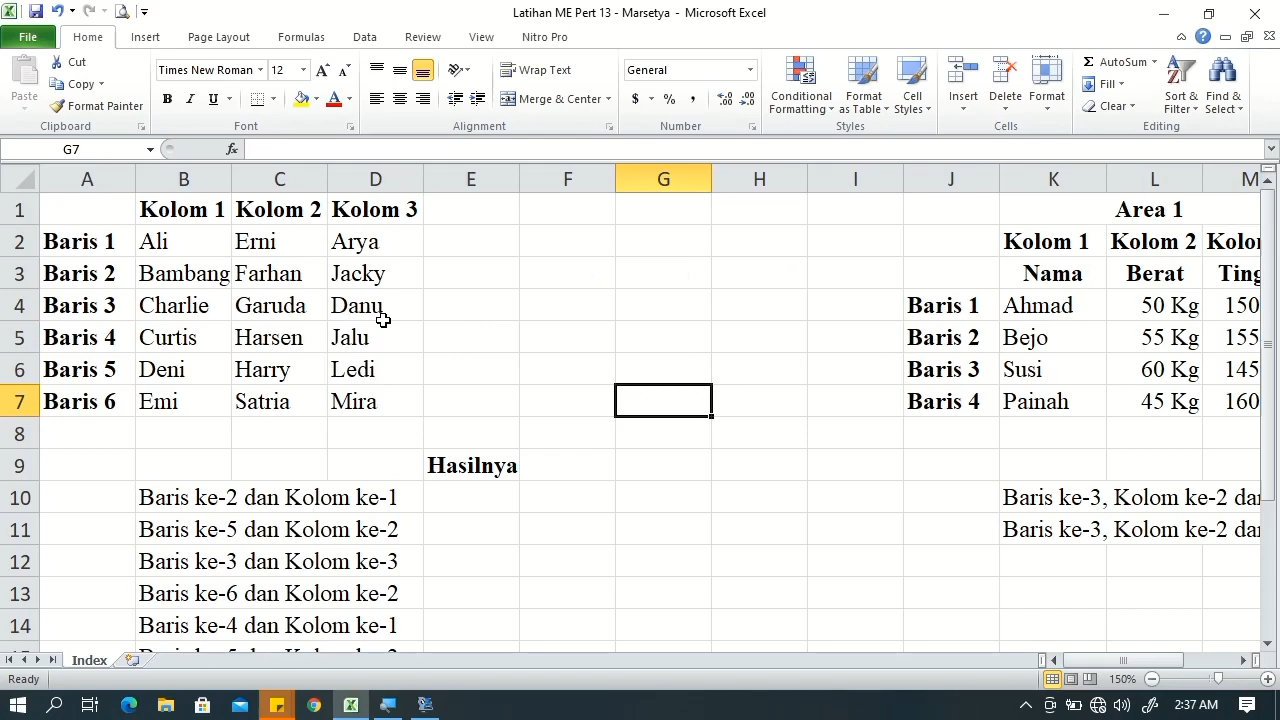 Latihan ME Pert 13 - Marsetya - Microsoft Excel
File Home Insert Page Layout Formulas Data Review View Nitro Pro
Paste Cut Copy Format Painter Clipboard
Times New Roman 12 B I U A Font
Wrap Text Merge & Center Alignment
General $ % , Number
Conditional Formatting Format as Table Cell Styles Styles
Insert Delete Format Cells
AutoSum Fill Clear Sort & Filter Find & Select Editing
G7 fx
A B C D E F G H I J K L M
1 Kolom 1 Kolom 2 Kolom 3 Area 1
2 Baris 1 Ali Erni Arya Kolom 1 Kolom 2
3 Baris 2 Bambang Farhan Jacky Nama Berat
4 Baris 3 Charlie Garuda Danu Baris 1 Ahmad 50 Kg 150
5 Baris 4 Curtis Harsen Jalu Baris 2 Bejo 55 Kg 155
6 Baris 5 Deni Harry Ledi Baris 3 Susi 60 Kg 145
7 Baris 6 Emi Satria Mira Baris 4 Painah 45 Kg 160
8
9 Hasilnya
10 Baris ke-2 dan Kolom ke-1 Baris ke-3, Kolom ke-2
11 Baris ke-5 dan Kolom ke-2 Baris ke-3, Kolom ke-2
12 Baris ke-3 dan Kolom ke-3
13 Baris ke-6 dan Kolom ke-2
14 Baris ke-4 dan Kolom ke-1
Index
Ready 150%
2:37 AM